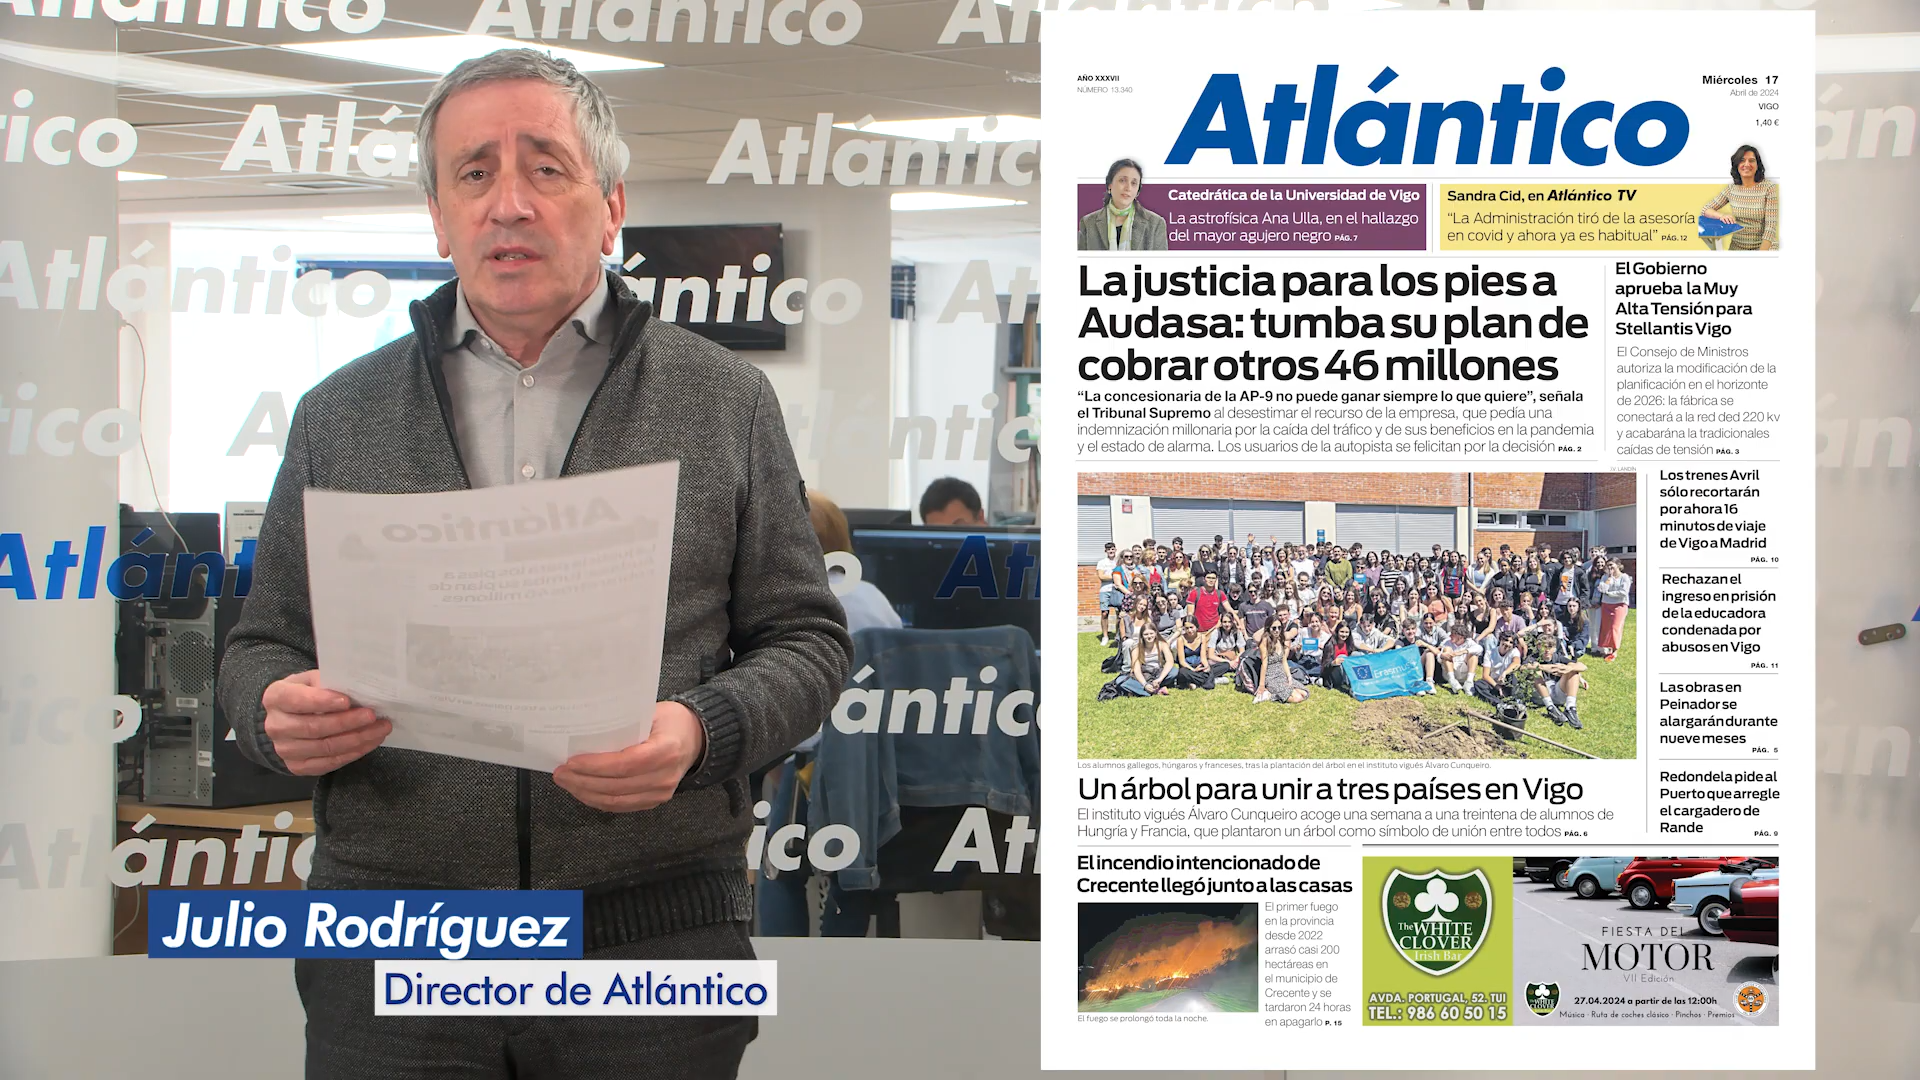 Atlántico
Julio Rodríguez
Director de Atlántico
AÑO XXXVII
NÚMERO 13.340
Atlántico
Miércoles 17
Abril de 2024
VIGO
1,40 €
Catedrática de la Universidad de Vigo
La astrofísica Ana Ulla, en el hallazgo
del mayor agujero negro PÁG. 7
Sandra Cid, en Atlántico TV
“La Administración tiró de la asesoría
en covid y ahora ya es habitual” PÁG. 12
La justicia para los pies a
Audasa: tumba su plan de
cobrar otros 46 millones
“La concesionaria de la AP-9 no puede ganar siempre lo que quiere”, señala
el Tribunal Supremo al desestimar el recurso de la empresa, que pedía una
indemnización millonaria por la caída del tráfico y de sus beneficios en la pandemia
y el estado de alarma. Los usuarios de la autopista se felicitan por la decisión PÁG. 2
El Gobierno
aprueba la Muy
Alta Tensión para
Stellantis Vigo
El Consejo de Ministros
autoriza la modificación de la
planificación en el horizonte
de 2026: la fábrica se
conectará a la red ded 220 kv
y acabarána la tradicionales
caídas de tensión PÁG. 3
J.V. LANDÍN
Erasmus+
Los alumnos gallegos, húngaros y franceses, tras la plantación del árbol en el instituto vigués Álvaro Cunqueiro.
Un árbol para unir a tres países en Vigo
El instituto vigués Álvaro Cunqueiro acoge una semana a una treintena de alumnos de
Hungría y Francia, que plantaron un árbol como símbolo de unión entre todos PÁG. 6
Los trenes Avril
sólo recortarán
por ahora 16
minutos de viaje
de Vigo a Madrid
PÁG. 10
Rechazan el
ingreso en prisión
de la educadora
condenada por
abusos en Vigo
PÁG. 11
Las obras en
Peinador se
alargarán durante
nueve meses
PÁG. 5
Redondela pide al
Puerto que arregle
el cargadero de
Rande
PÁG. 9
El incendio intencionado de
Crecente llegó junto a las casas
El primer fuego
en la provincia
desde 2022
arrasó casi 200
hectáreas en
el municipio de
Crecente y se
tardaron 24 horas
en apagarlo P. 15
El fuego se prolongó toda la noche.
The
WHITE
CLOVER
Irish Bar
AVDA. PORTUGAL, 52. TUI
TEL.: 986 60 50 15
FIESTA DEL
MOTOR
VII Edición
27.04.2024 a partir de las 12:00h
Música · Ruta de coches clásico · Pinchos · Premios